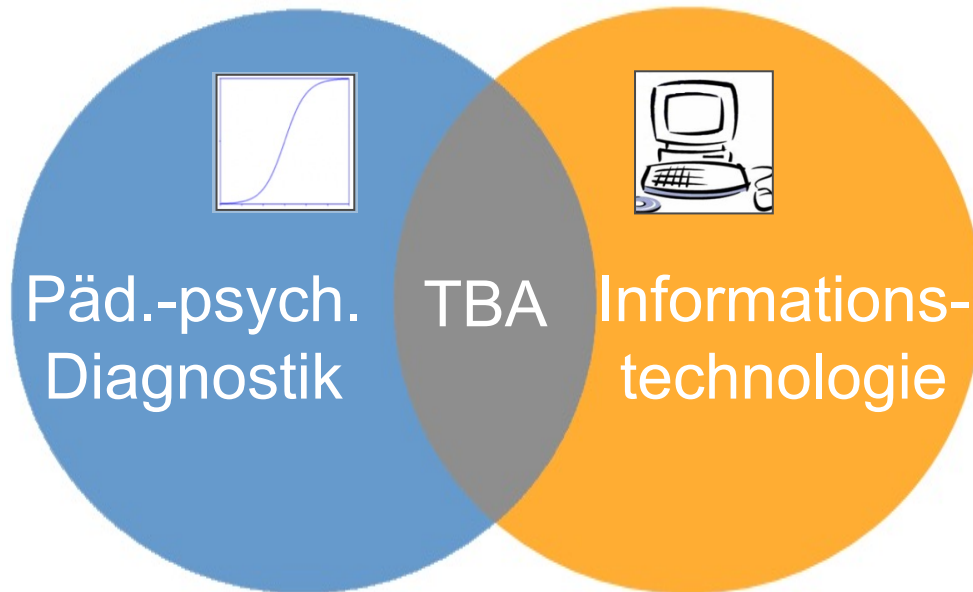 Päd.-psych.
Diagnostik
TBA
Informations-
technologie